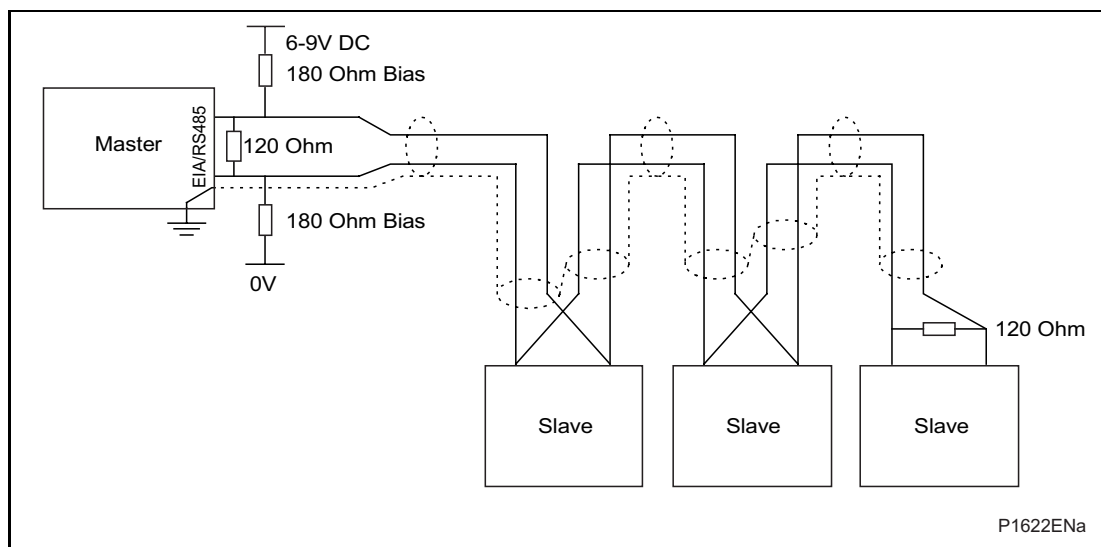 6-9V DC
180 Ohm Bias
Master
EIA/RS485
120 Ohm
180 Ohm Bias
0V
120 Ohm
Slave
Slave
Slave
P1622ENa